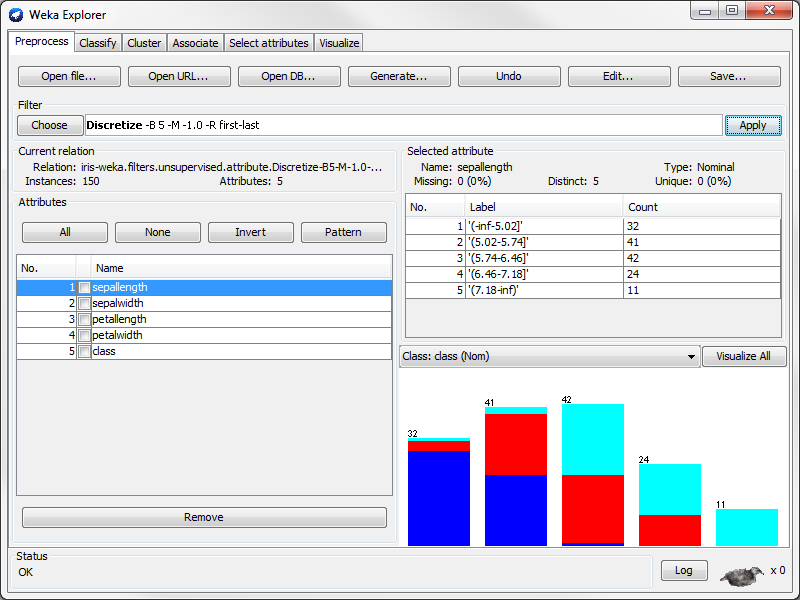 Weka Explorer
Preprocess Classify Cluster Associate Select attributes Visualize
Open file... Open URL... Open DB... Generate... Undo Edit... Save...
Filter
Choose Discretize -B 5 -M -1.0 -R first-last Apply
Current relation
Relation: iris-weka.filters.unsupervised.attribute.Discretize-B5-M-1.0-...
Instances: 150 Attributes: 5
Attributes
All None Invert Pattern
No. Name
1 sepallength
2 sepalwidth
3 petallength
4 petalwidth
5 class
Remove
Selected attribute
Name: sepallength Type: Nominal
Missing: 0 (0%) Distinct: 5 Unique: 0 (0%)
No. Label Count
1 '(-inf-5.02]' 32
2 '(5.02-5.74]' 41
3 '(5.74-6.46]' 42
4 '(6.46-7.18]' 24
5 '(7.18-inf)' 11
Class: class (Nom) Visualize All
32 41 42 24 11
Status
OK
Log x 0